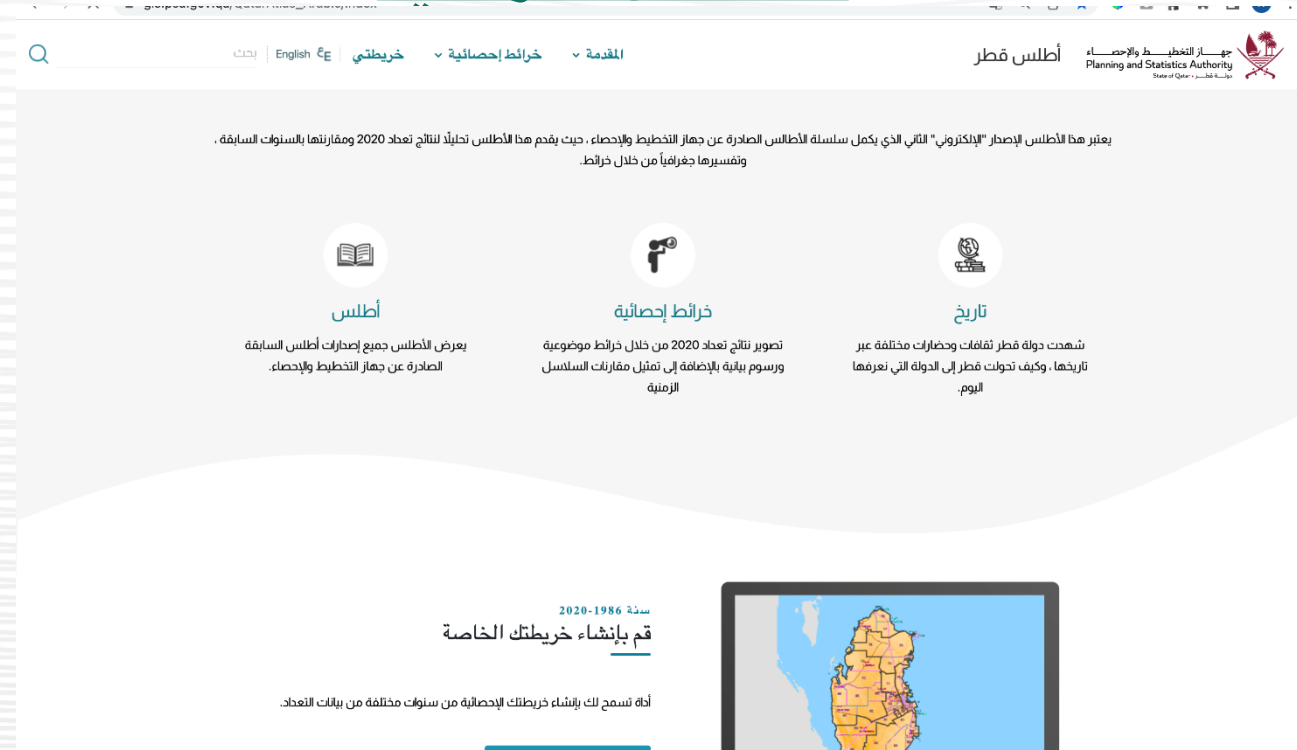 جهـــاز التخطيـــط والإحصـــاء
Planning and Statistics Authority
State of Qatar • دولـــة قطـــر
أطلس قطر
المقدمة
خرائط إحصائية
خريطتي
English
بحث
يعتبر هذا الأطلس الإصدار "الإلكتروني" الثاني الذي يكمل سلسلة الأطالس الصادرة عن جهاز التخطيط والإحصاء ، حيث يقدم هذا الأطلس تحليلًا لنتائج تعداد 2020 ومقارنتها بالسنوات السابقة ،
وتفسيرها جغرافياً من خلال خرائط.
تاريخ
شهدت دولة قطر ثقافات وحضارات مختلفة عبر
تاريخها ، وكيف تحولت قطر إلى الدولة التي نعرفها
اليوم.
خرائط إحصائية
تصوير نتائج تعداد 2020 من خلال خرائط موضوعية
ورسوم بيانية بالإضافة إلى تمثيل مقارنات السلاسل
الزمنية
أطلس
يعرض الأطلس جميع إصدارات أطلس السابقة
الصادرة عن جهاز التخطيط والإحصاء.
سنة 1986-2020
قم بإنشاء خريطتك الخاصة
أداة تسمح لك بإنشاء خريطتك الإحصائية من سنوات مختلفة من بيانات التعداد.